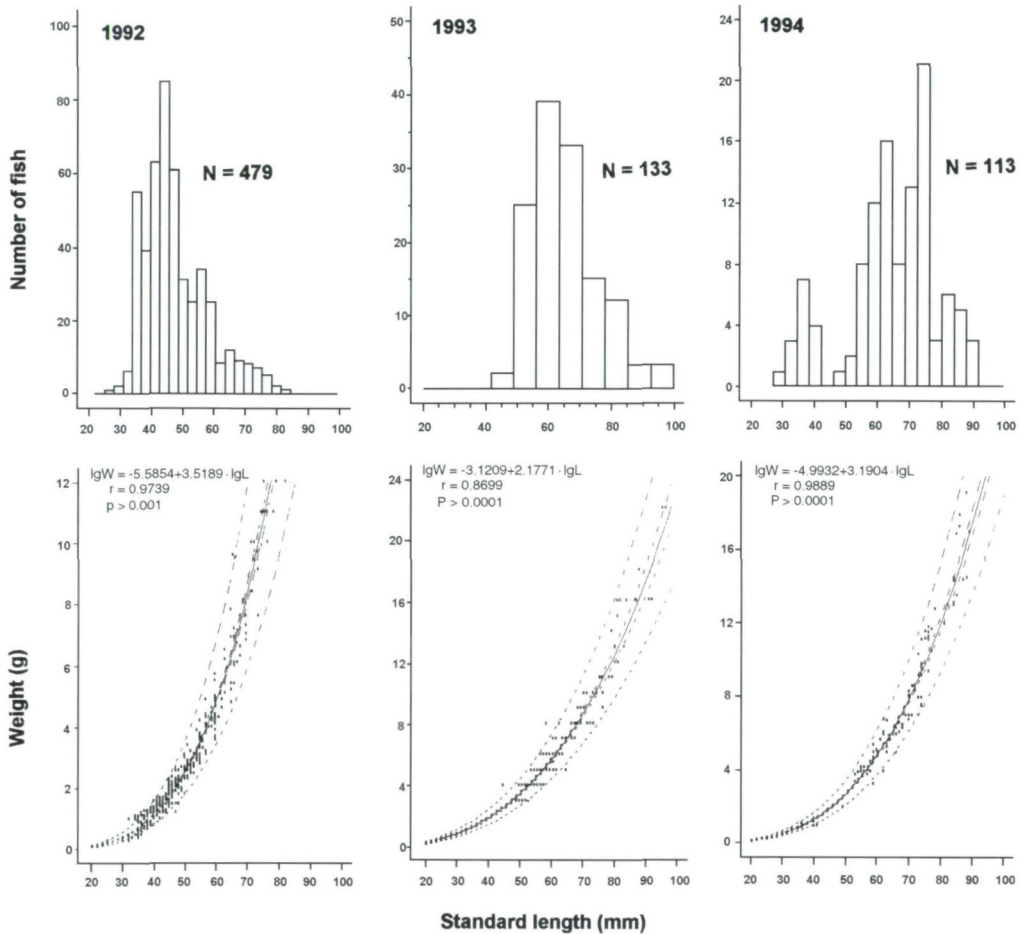 1992
1993
1994
N = 479
N = 133
N = 113
Number of fish
100
80
60
40
20
0
50
40
30
20
10
0
24
20
16
12
8
4
0
20 30 40 50 60 70 80 90 100
20 30 40 50 60 70 80 90 100
20 30 40 50 60 70 80 90 100
lgW = -5.5854+3.5189 · lgL
r = 0.9739
p > 0.001
lgW = -3.1209+2.1771 · lgL
r = 0.8699
P > 0.0001
lgW = -4.9932+3.1904 · lgL
r = 0.9889
P > 0.0001
Weight (g)
12
10
8
6
4
2
0
24
20
16
12
8
4
0
20
16
12
8
4
0
20 30 40 50 60 70 80 90 100
20 30 40 50 60 70 80 90 100
20 30 40 50 60 70 80 90 100
Standard length (mm)